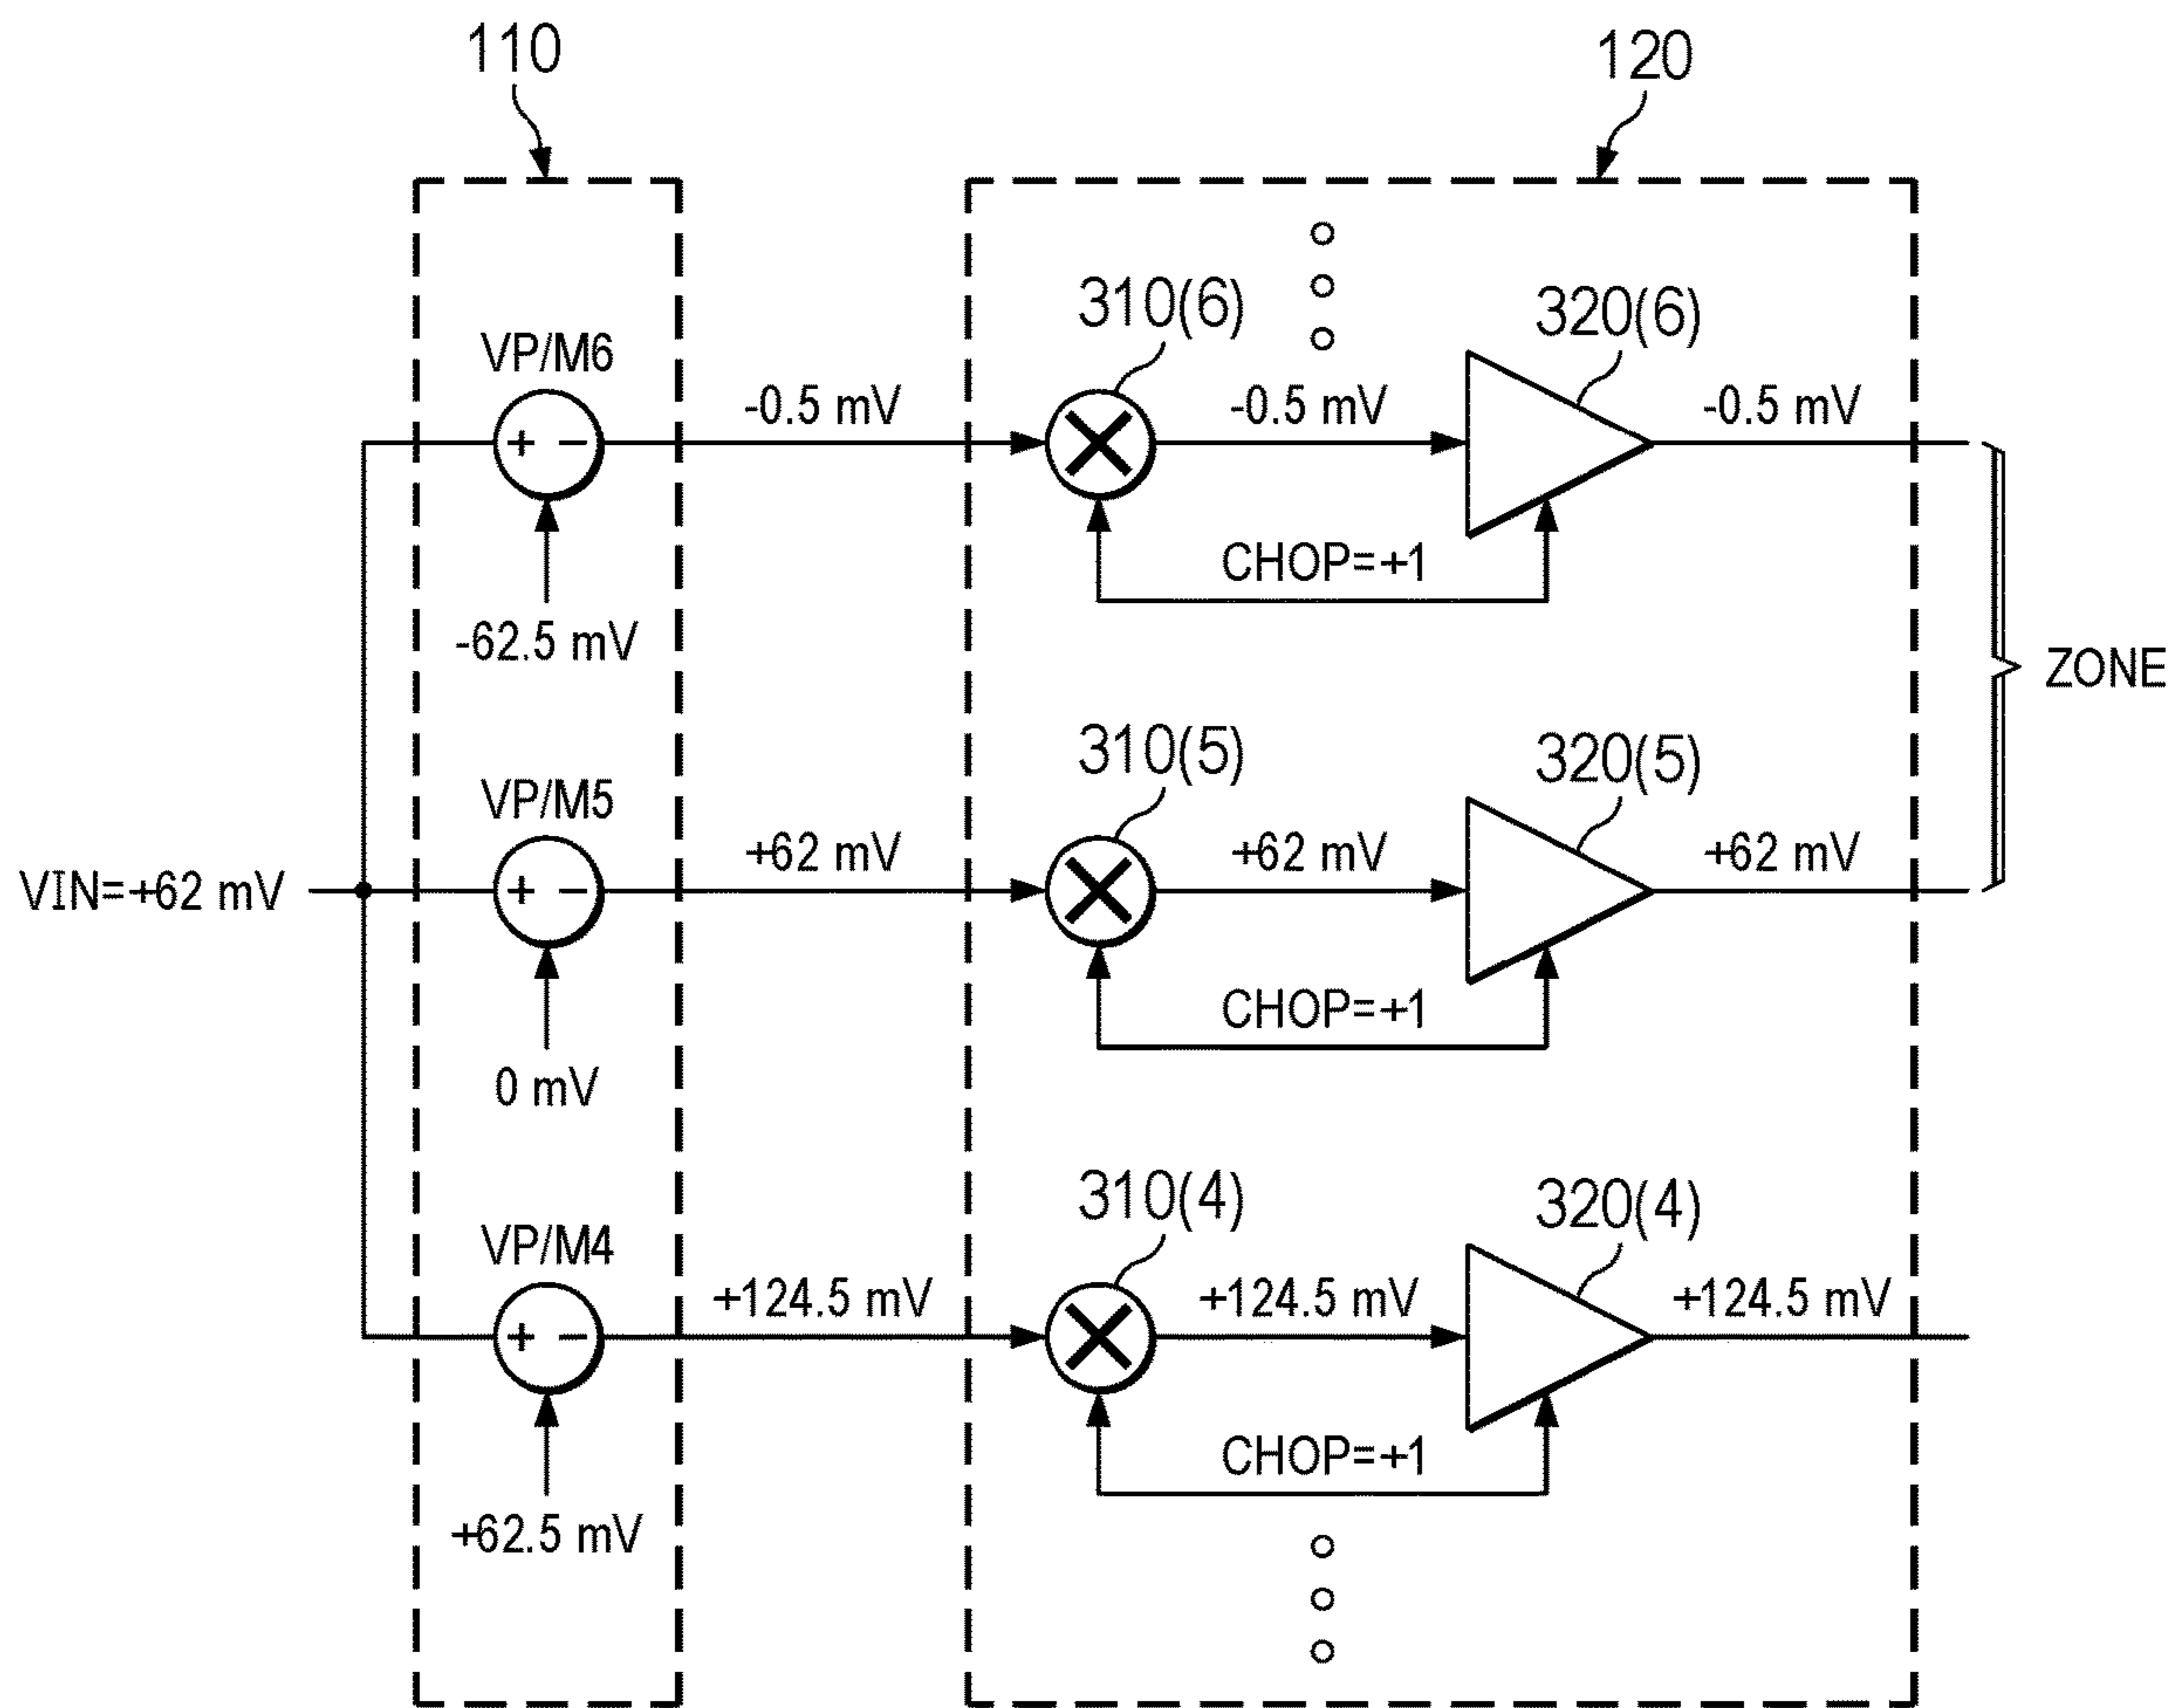 110
120
310(6)
320(6)
VP/M6
-0.5 mV
-0.5 mV
-0.5 mV
+ −
CHOP=+1
-62.5 mV
ZONE
310(5)
320(5)
VP/M5
+62 mV
+62 mV
+62 mV
VIN=+62 mV
+ −
CHOP=+1
0 mV
310(4)
320(4)
VP/M4
+124.5 mV
+124.5 mV
+124.5 mV
+ −
CHOP=+1
+62.5 mV